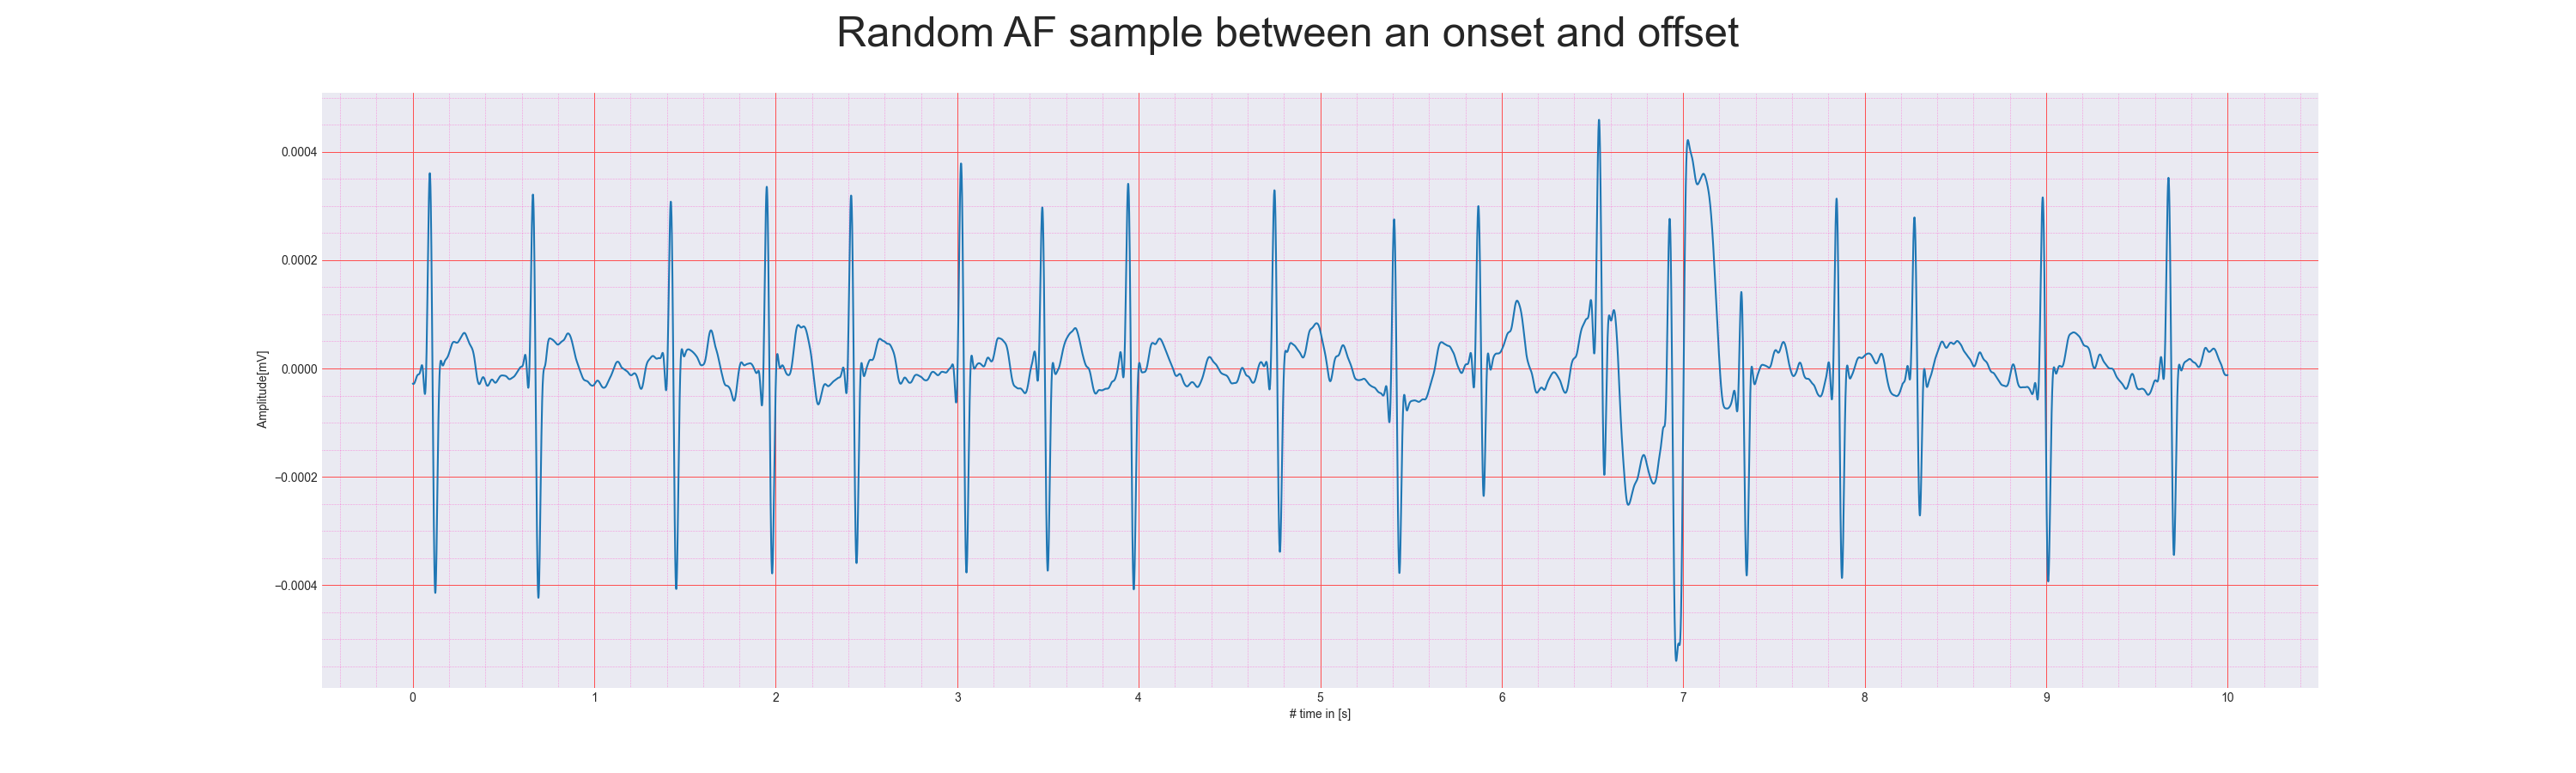 Random AF sample between an onset and offset
0.0004
0.0002
0.0000
−0.0002
−0.0004
Amplitude[mV]
0 1 2 3 4 5 6 7 8 9 10
# time in [s]